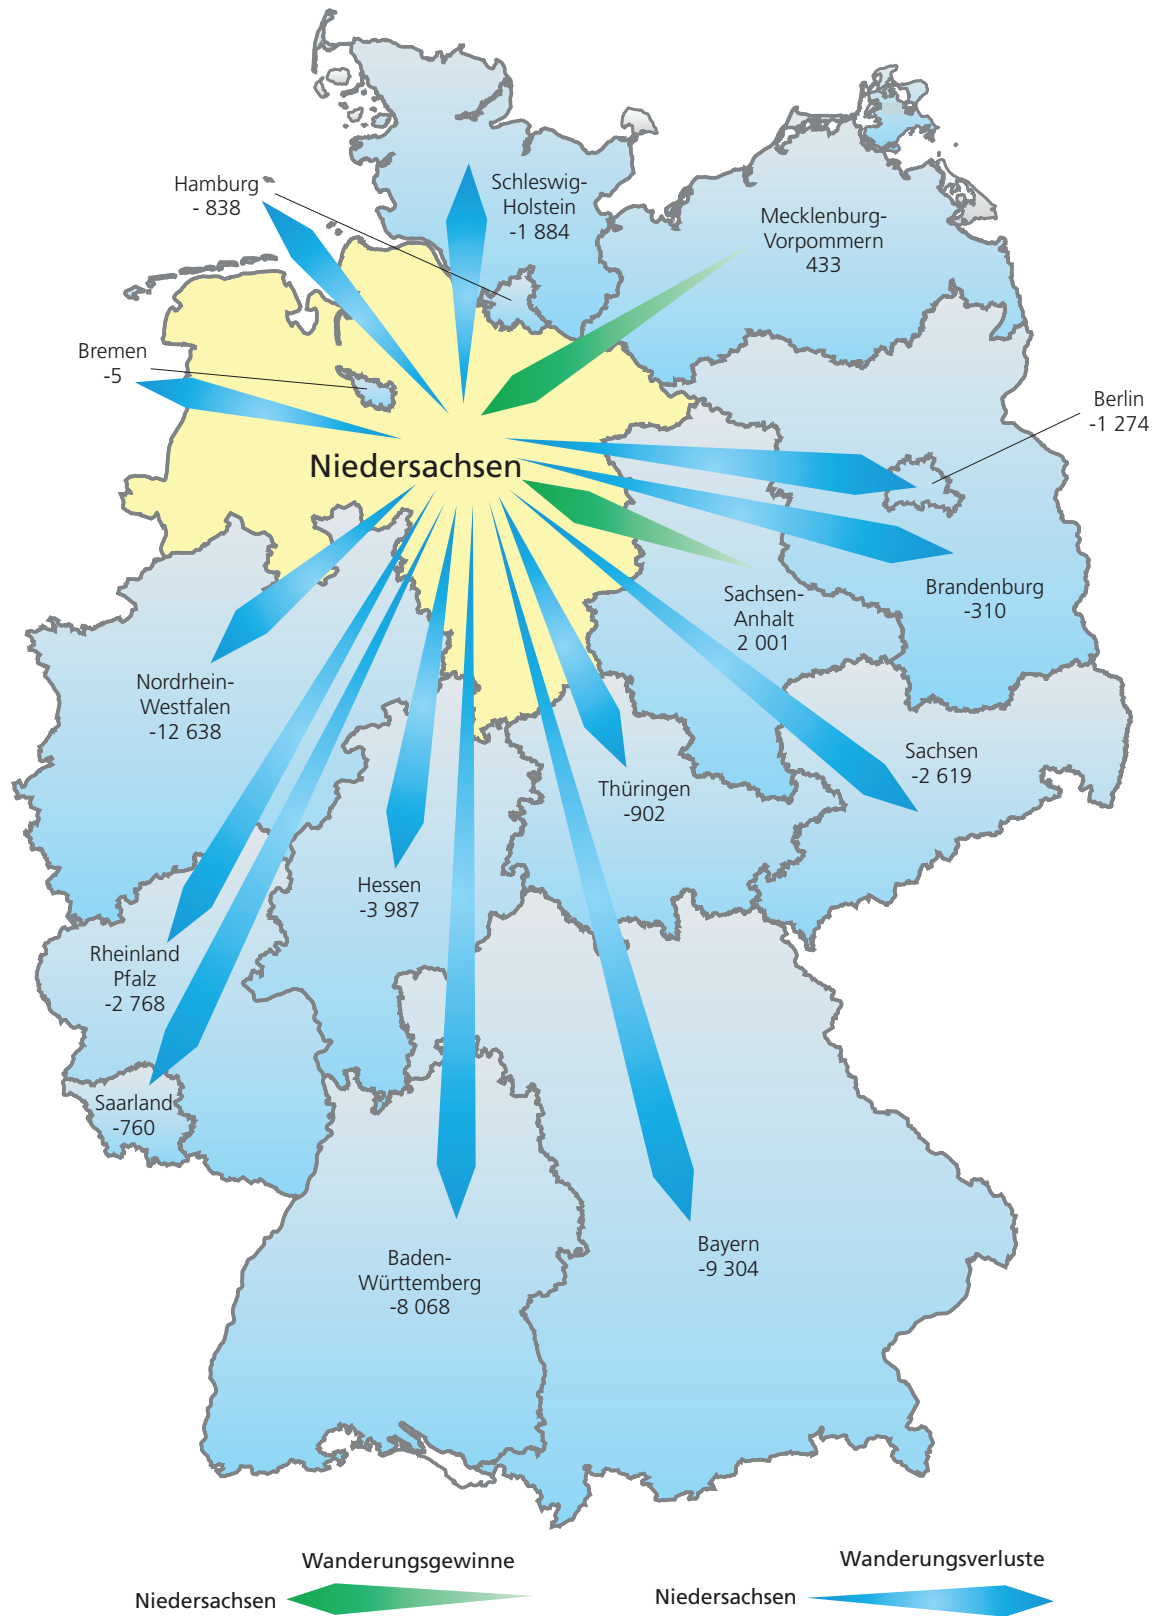 Hamburg
- 838
Schleswig-
Holstein
-1 884
Mecklenburg-
Vorpommern
433
Bremen
-5
Berlin
-1 274
Niedersachsen
Brandenburg
-310
Sachsen-
Anhalt
2 001
Nordrhein-
Westfalen
-12 638
Sachsen
-2 619
Thüringen
-902
Hessen
-3 987
Rheinland
Pfalz
-2 768
Saarland
-760
Baden-
Württemberg
-8 068
Bayern
-9 304
Wanderungsgewinne
Niedersachsen
Wanderungsverluste
Niedersachsen